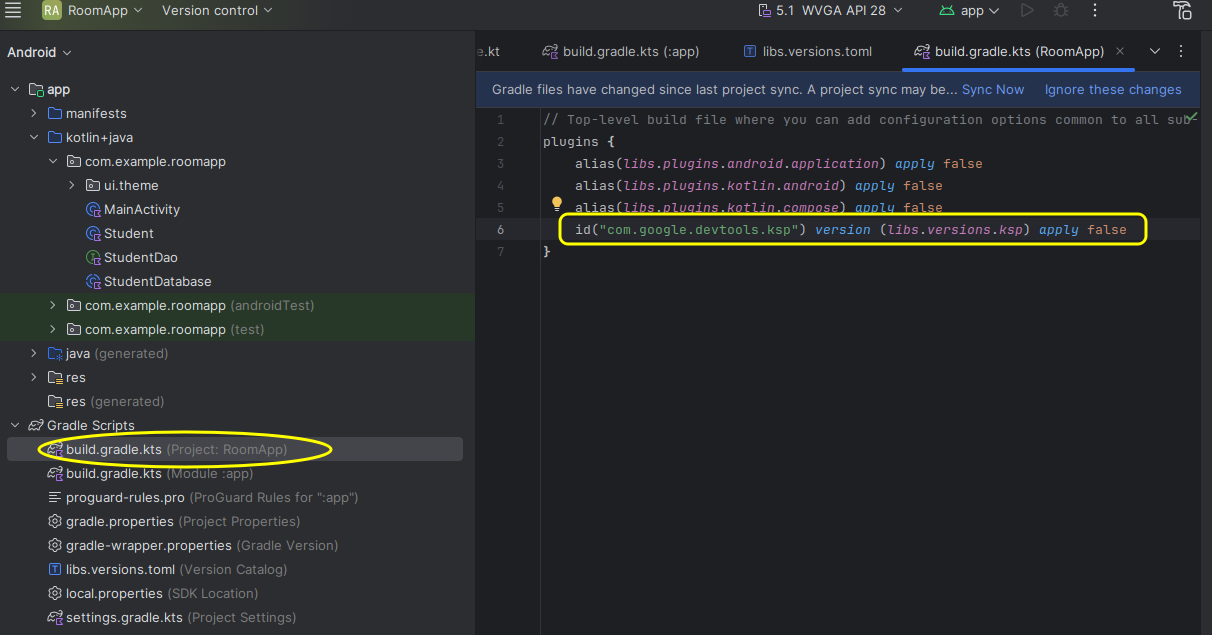 RA RoomApp Version control 5.1 WVGA API 28 app
Android
app
manifests
kotlin+java
com.example.roomapp
ui.theme
MainActivity
Student
StudentDao
StudentDatabase
com.example.roomapp (androidTest)
com.example.roomapp (test)
java (generated)
res
res (generated)
Gradle Scripts
build.gradle.kts (Project: RoomApp)
build.gradle.kts (Module :app)
proguard-rules.pro (ProGuard Rules for ":app")
gradle.properties (Project Properties)
gradle-wrapper.properties (Gradle Version)
libs.versions.toml (Version Catalog)
local.properties (SDK Location)
settings.gradle.kts (Project Settings)
e.kt build.gradle.kts (:app) libs.versions.toml build.gradle.kts (RoomApp)
Gradle files have changed since last project sync. A project sync may be... Sync Now Ignore these changes
1 // Top-level build file where you can add configuration options common to all sub-
2 plugins {
3 alias(libs.plugins.android.application) apply false
4 alias(libs.plugins.kotlin.android) apply false
5 alias(libs.plugins.kotlin.compose) apply false
6 id("com.google.devtools.ksp") version (libs.versions.ksp) apply false
7 }